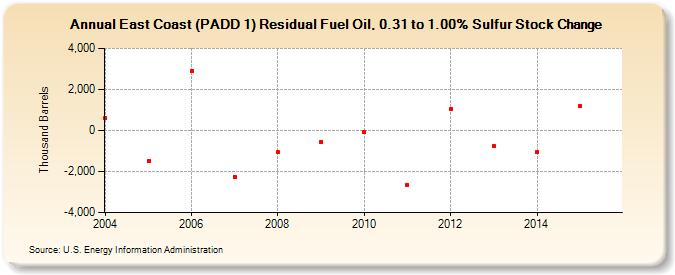 Annual East Coast (PADD 1) Residual Fuel Oil, 0.31 to 1.00% Sulfur Stock Change
Thousand Barrels
4,000
2,000
0
-2,000
-4,000
2004 2006 2008 2010 2012 2014
Source: U.S. Energy Information Administration